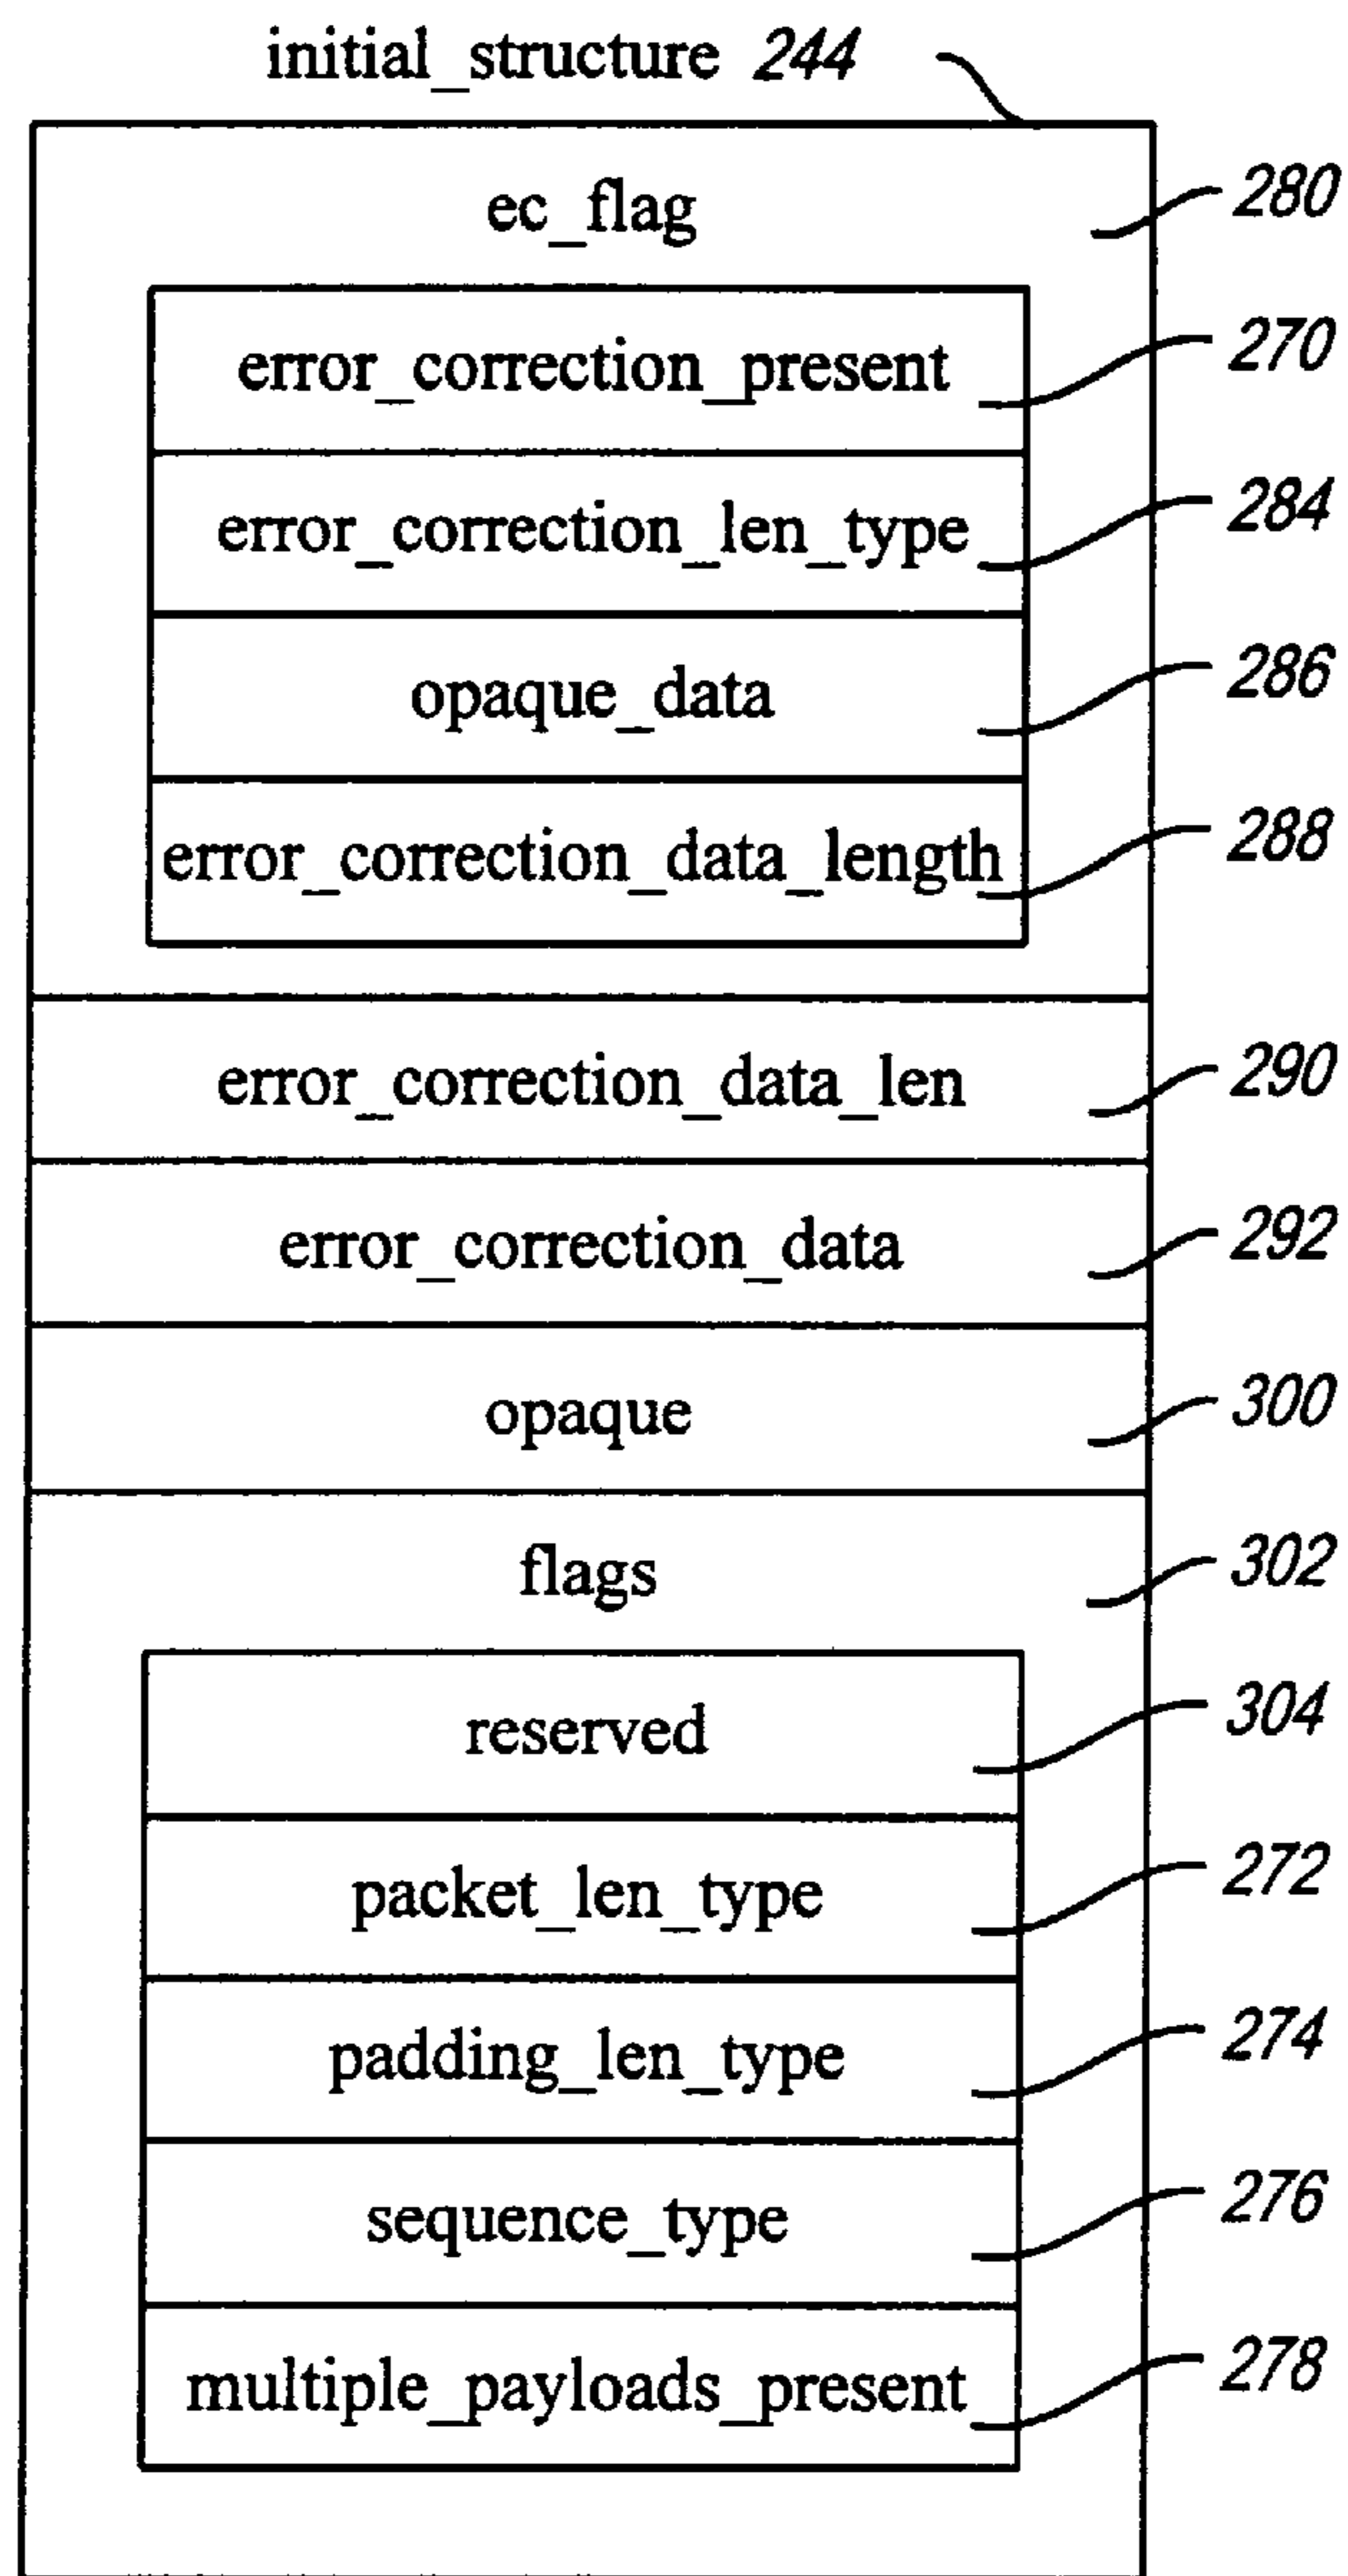 initial_structure 244
ec_flag 280
error_correction_present 270
error_correction_len_type 284
opaque_data 286
error_correction_data_length 288
error_correction_data_len 290
error_correction_data 292
opaque 300
flags 302
reserved 304
packet_len_type 272
padding_len_type 274
sequence_type 276
multiple_payloads_present 278